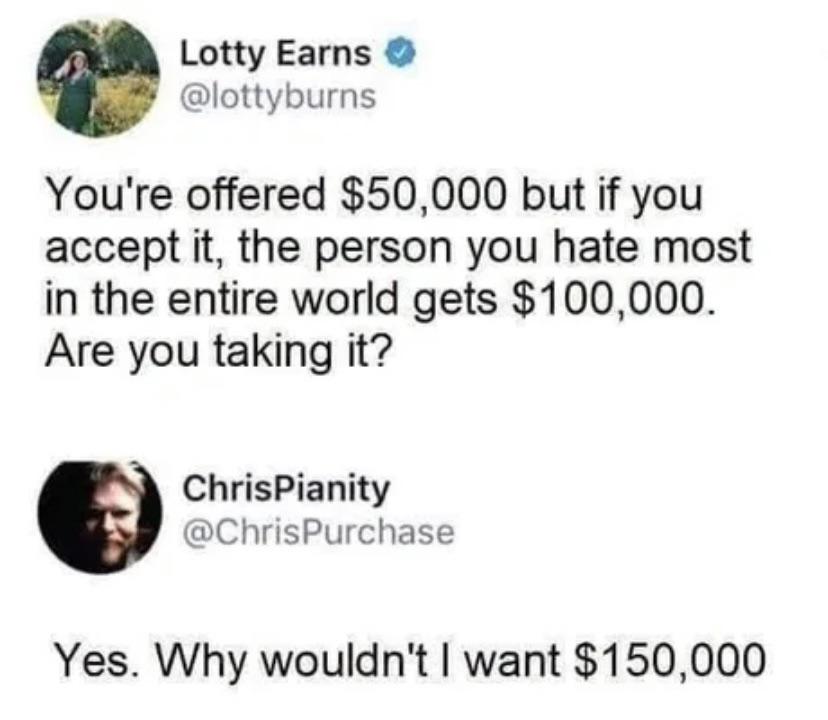 Lotty Earns
@lottyburns
You're offered $50,000 but if you
accept it, the person you hate most
in the entire world gets $100,000.
Are you taking it?
ChrisPianity
@ChrisPurchase
Yes. Why wouldn't I want $150,000